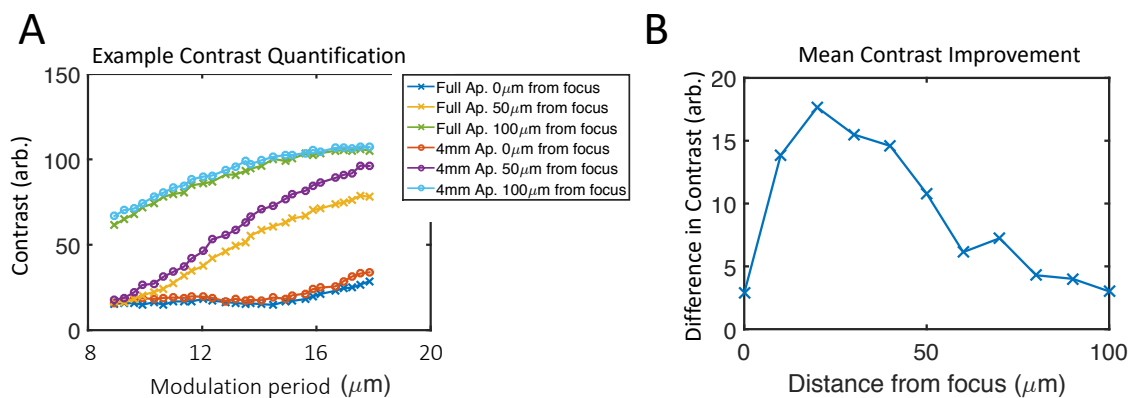 A
Example Contrast Quantification
150
100
50
0
Contrast (arb.)
8
12
16
20
Modulation period (μm)
Full Ap. 0μm from focus
Full Ap. 50μm from focus
Full Ap. 100μm from focus
4mm Ap. 0μm from focus
4mm Ap. 50μm from focus
4mm Ap. 100μm from focus
B
Mean Contrast Improvement
20
15
10
5
0
Difference in Contrast (arb.)
0
50
100
Distance from focus (μm)